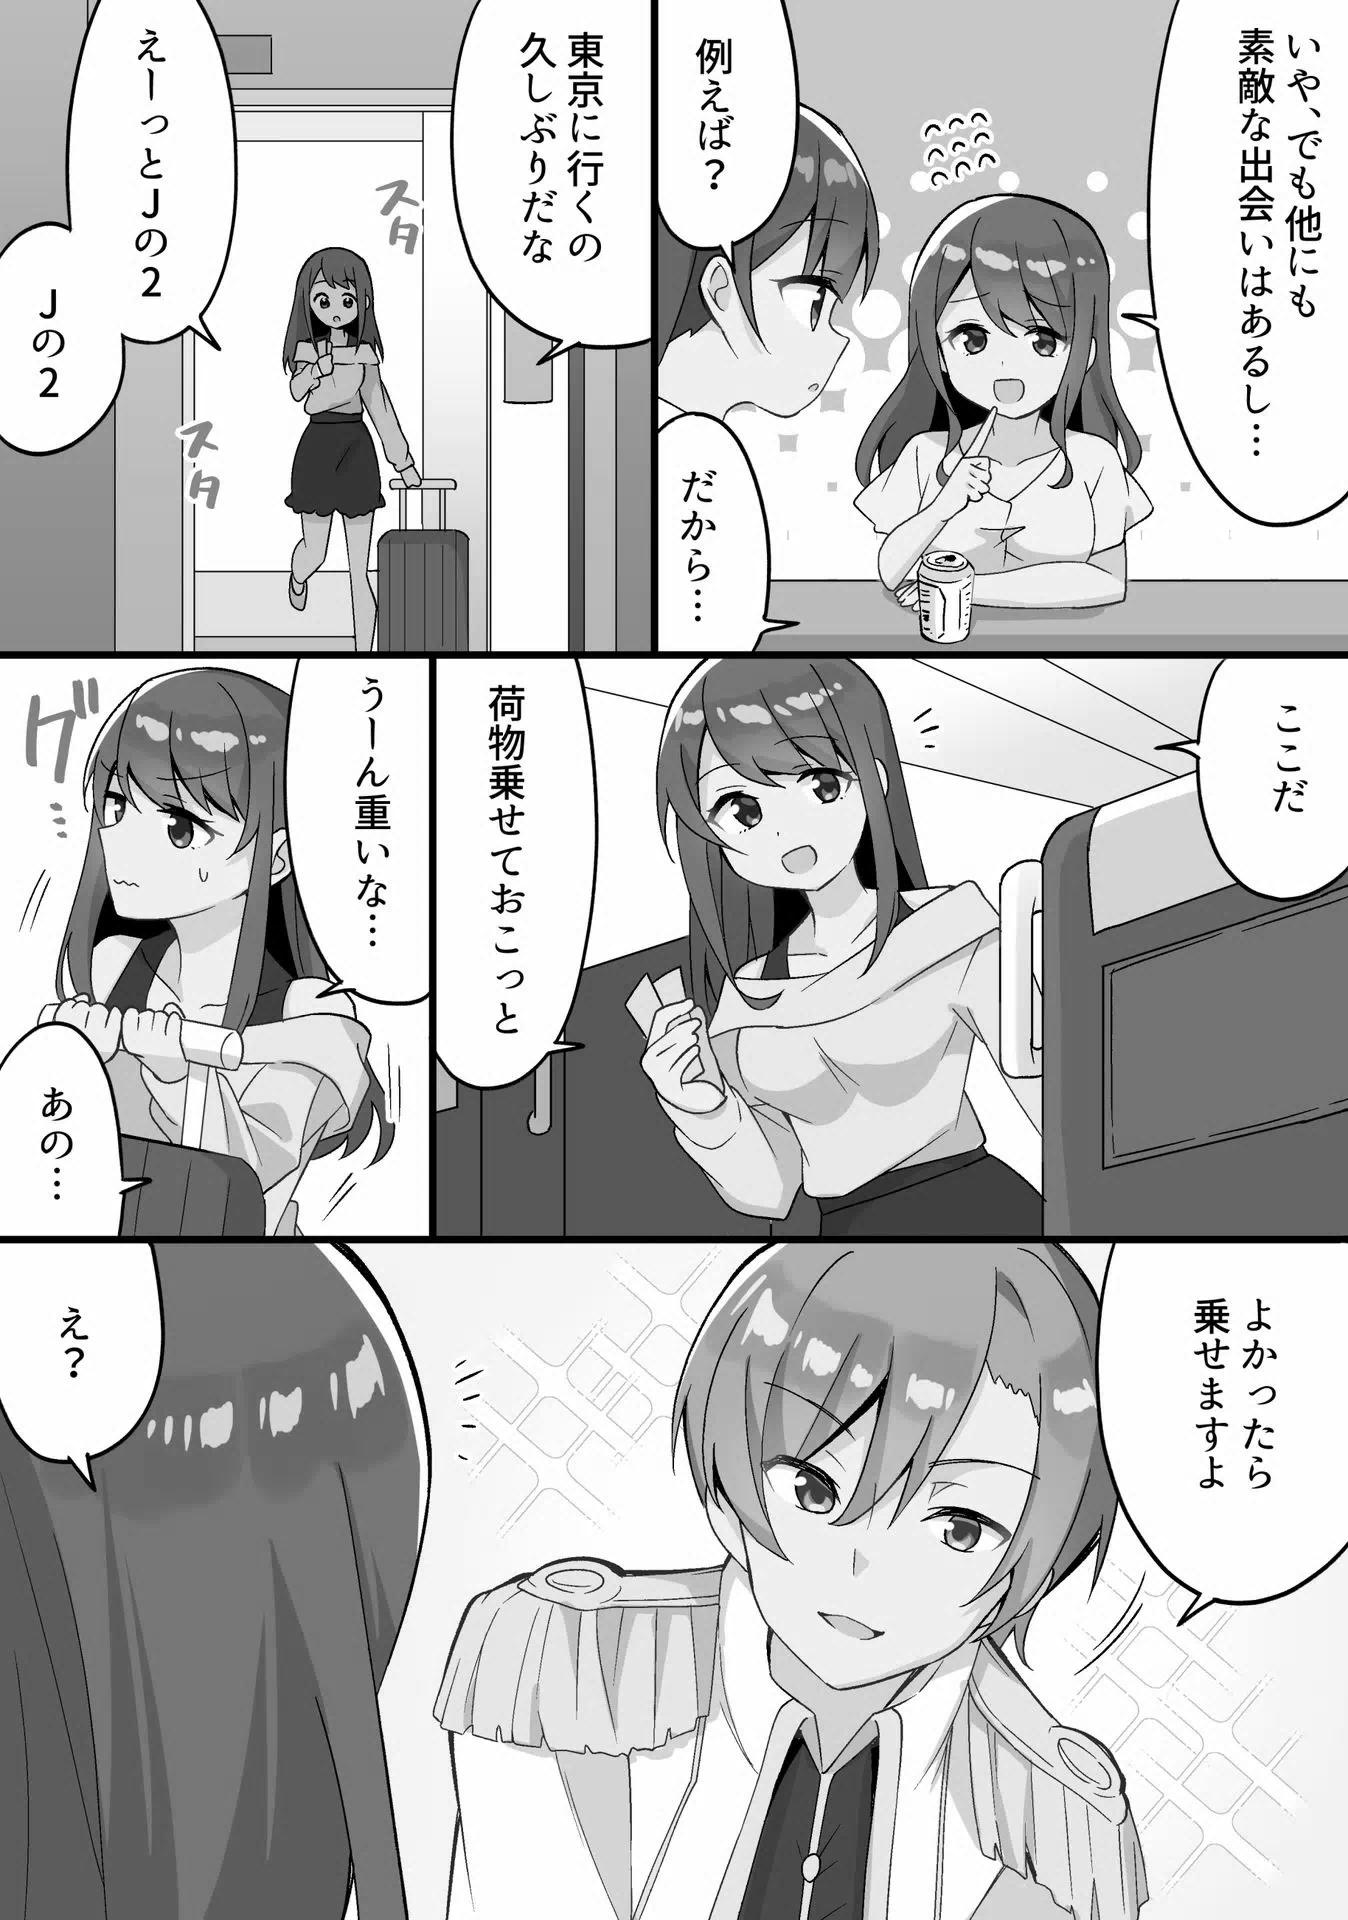 いや、でも他にも
素敵な出会いはあるし…
例えば？
だから…
東京に行くの
久しぶりだな
スタ
スタ
えーっとJの2
Jの2
ここだ
荷物乗せておこっと
うーん重いな…
グ…
あの…
よかったら
乗せますよ
え？